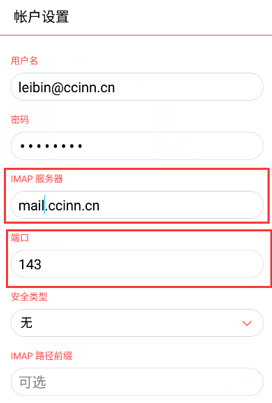 帐户设置
用户名
leibin@ccinn.cn
密码
••••••••
IMAP 服务器
mail.ccinn.cn
端口
143
安全类型
无
IMAP 路径前缀
可选